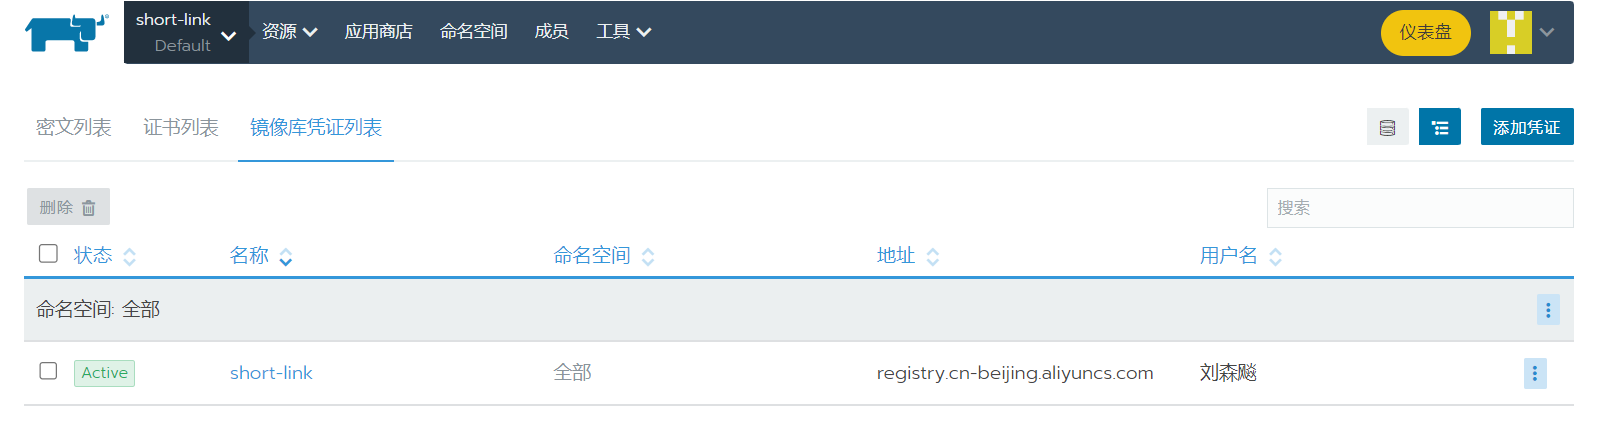 short-link
Default
资源 应用商店 命名空间 成员 工具 仪表盘
密文列表 证书列表 镜像库凭证列表 添加凭证
删除 搜索
状态 名称 命名空间 地址 用户名
命名空间: 全部
Active short-link 全部 registry.cn-beijing.aliyuncs.com 刘森飚